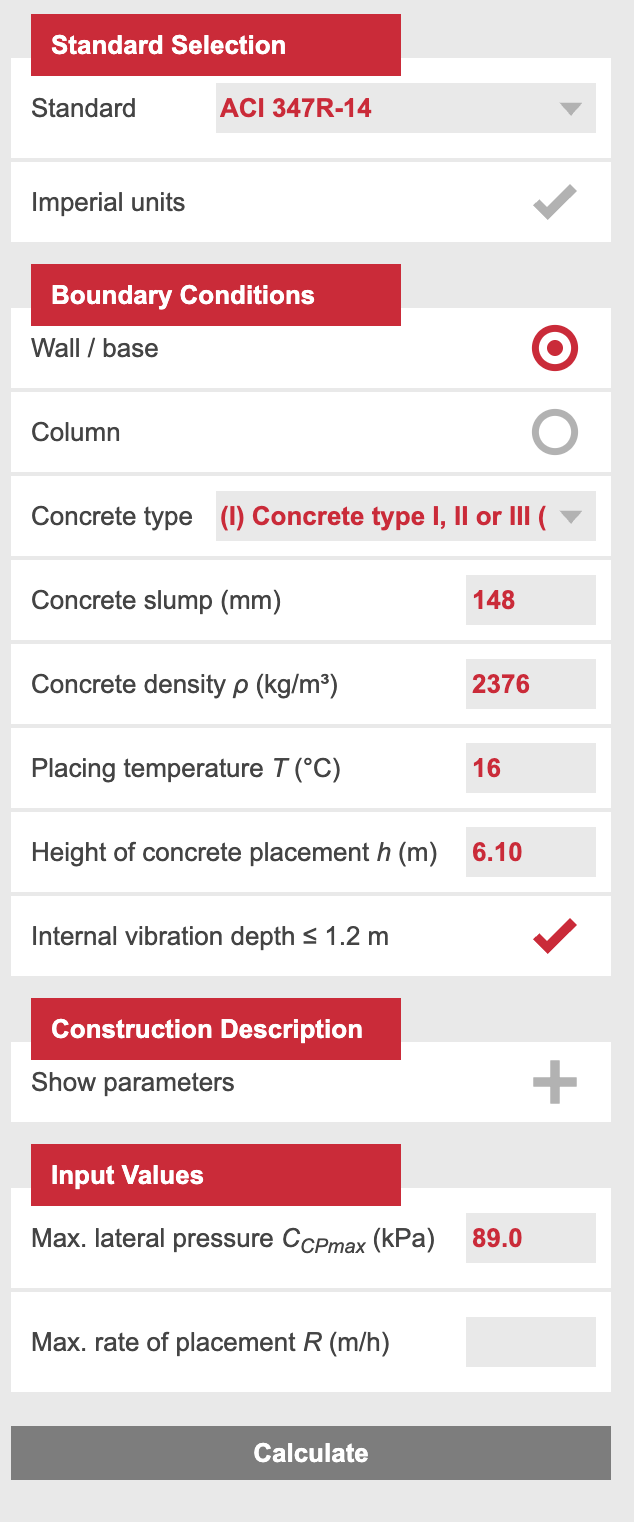 Standard Selection
Standard ACI 347R-14
Imperial units
Boundary Conditions
Wall / base
Column
Concrete type (I) Concrete type I, II or III (
Concrete slump (mm) 148
Concrete density ρ (kg/m³) 2376
Placing temperature T (°C) 16
Height of concrete placement h (m) 6.10
Internal vibration depth ≤ 1.2 m
Construction Description
Show parameters
Input Values
Max. lateral pressure CCPmax (kPa) 89.0
Max. rate of placement R (m/h)
Calculate